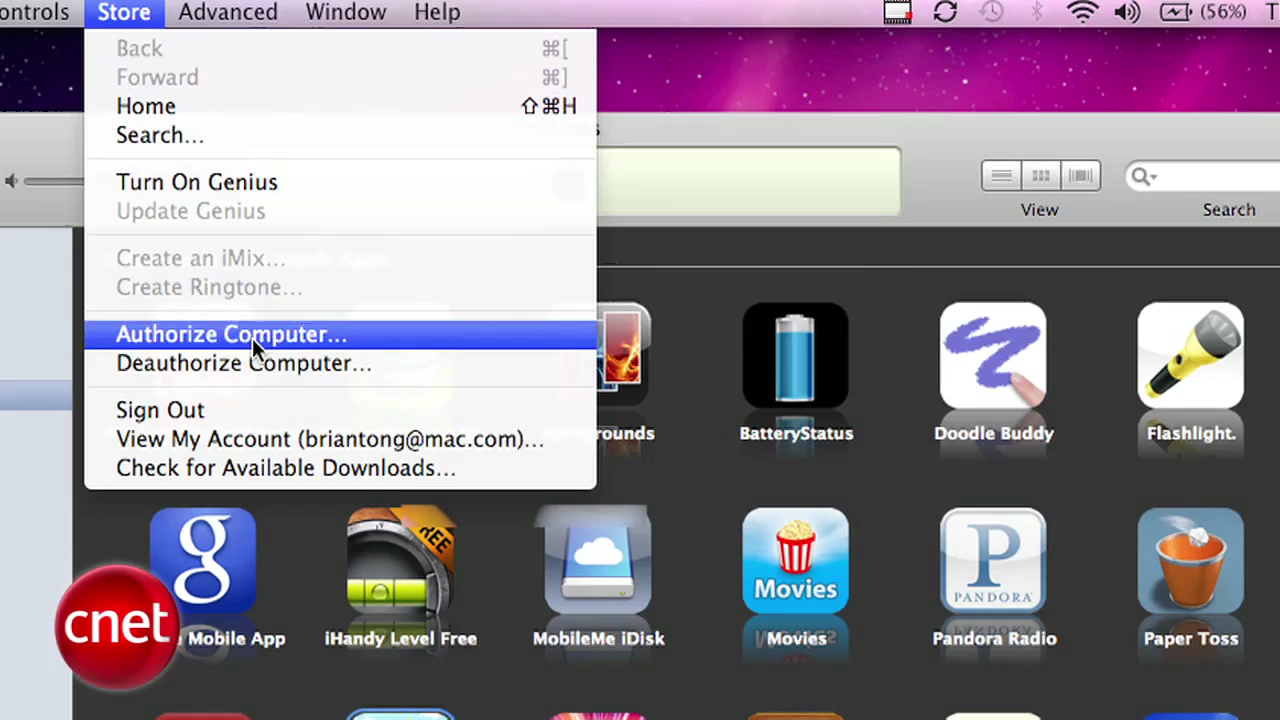 ontrols Store Advanced Window Help (56%) T
Back ⌘[
Forward ⌘]
Home ⇧⌘H
Search...
Turn On Genius
Update Genius
Create an iMix...
Create Ringtone...
Authorize Computer...
Deauthorize Computer...
Sign Out
View My Account (briantong@mac.com)...
Check for Available Downloads...
View
Search
Apps
BatteryStatus
Doodle Buddy
Flashlight.
g
FREE
Movies
P
PANDORA
cnet
Mobile App
iHandy Level Free
MobileMe iDisk
Movies
Pandora Radio
Paper Toss